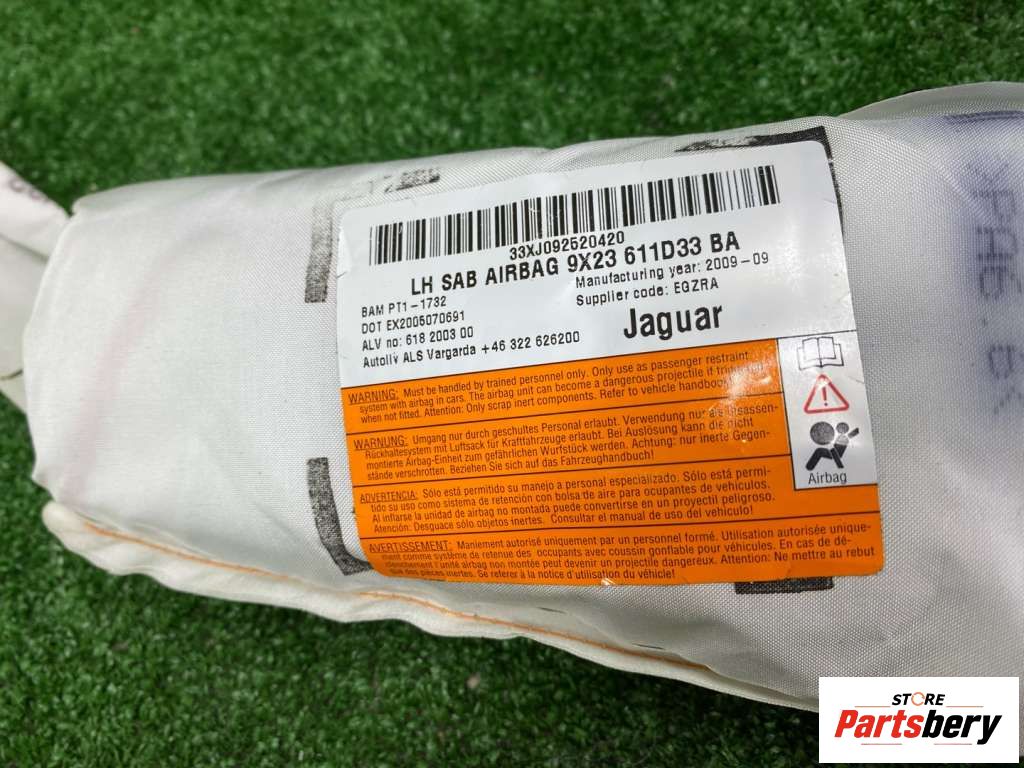 33XJ092520420
LH SAB AIRBAG 9X23 611D33 BA
BAM PT1-1732
Manufacturing year: 2009-09
DOT EX2005070691
Supplier code: EGZRA
ALV no: 618 2003 00
Autoliv ALS Vargarda +46 322 626200
Jaguar
WARNING: Must be handled by trained personnel only. Only use as passenger restraint
system with airbag in cars. The airbag unit can become a dangerous projectile if triggered
when not fitted. Attention: Only scrap inert components. Refer to vehicle handbook
WARNUNG: Umgang nur durch geschultes Personal erlaubt. Verwendung nur als Insassen-
Rückhaltesystem mit Luftsack für Kraftfahrzeuge erlaubt. Bei Auslösung kann die nicht
montierte Airbag-Einheit zum gefährlichen Wurfstück werden. Achtung: nur inerte Gegen-
stände verschrotten. Beziehen Sie sich auf das Fahrzeughandbuch!
ADVERTENCIA: Sólo está permitido su manejo a personal especializado. Sólo está permi-
tido su uso como sistema de retención con bolsa de aire para ocupantes de vehículos.
Al inflarse la unidad de airbag no montada puede convertirse en un proyectil peligroso.
Atención: Desguace sólo objetos inertes. Consultar el manual de uso del vehículo!
AVERTISSEMENT: Maniement autorisé uniquement par un personnel formé. Utilisation autorisée unique-
ment comme système de retenue des occupants avec coussin gonflable pour véhicules. En cas de dé-
clenchement l'unité airbag non montée peut devenir un projectile dangereux. Attention: Ne mettre au rebut
que des pièces inertes. Se référer à la notice d'utilisation du véhicule!
Airbag
STORE
Partsbery